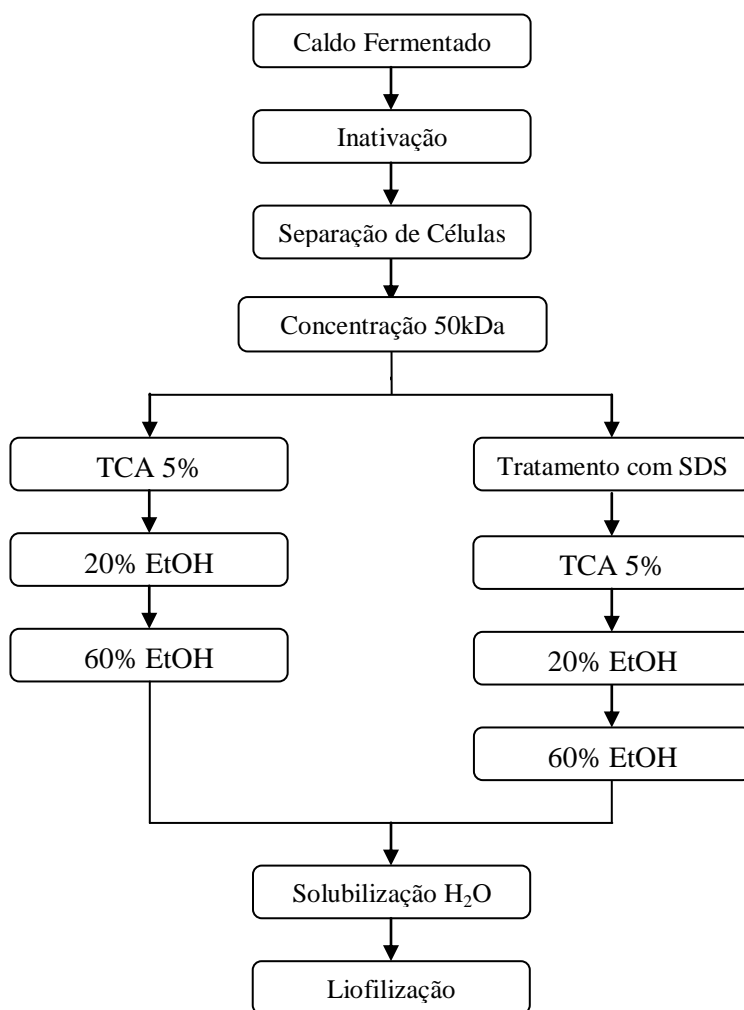 Caldo Fermentado
Inativação
Separação de Células
Concentração 50kDa
TCA 5%
20% EtOH
60% EtOH
Tratamento com SDS
TCA 5%
20% EtOH
60% EtOH
Solubilização H₂O
Liofilização